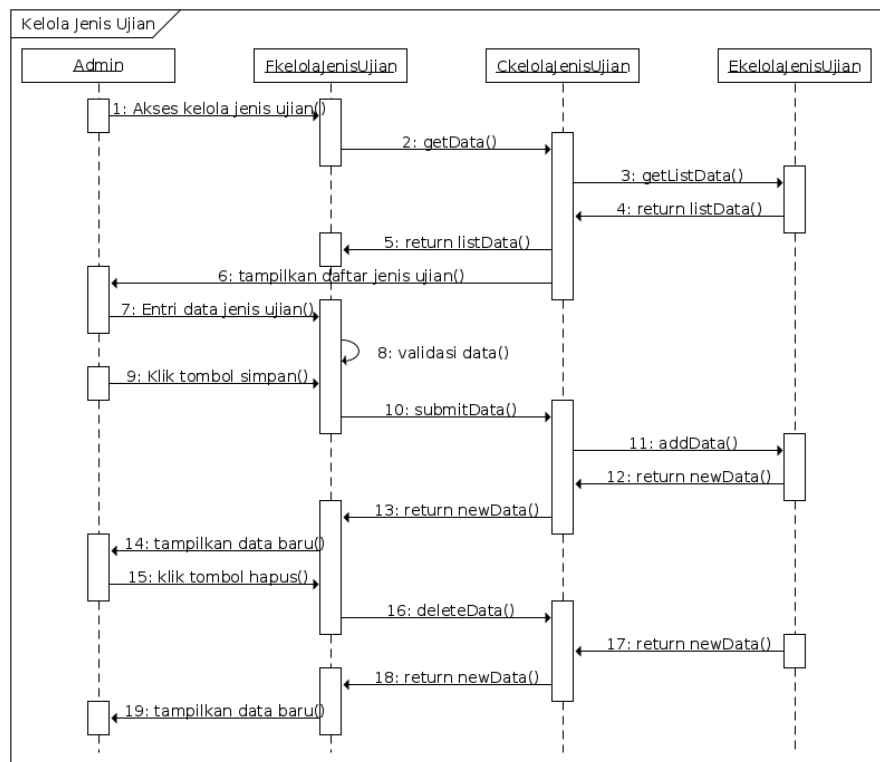 Kelola Jenis Ujian
Admin
FkelolaJenisUjian
CkelolaJenisUjian
EkelolaJenisUjian
1: Akses kelola jenis ujian()
2: getData()
3: getListData()
4: return listData()
5: return listData()
6: tampilkan daftar jenis ujian()
7: Entri data jenis ujian()
8: validasi data()
9: Klik tombol simpan()
10: submitData()
11: addData()
12: return newData()
13: return newData()
14: tampilkan data baru()
15: klik tombol hapus()
16: deleteData()
17: return newData()
18: return newData()
19: tampilkan data baru()